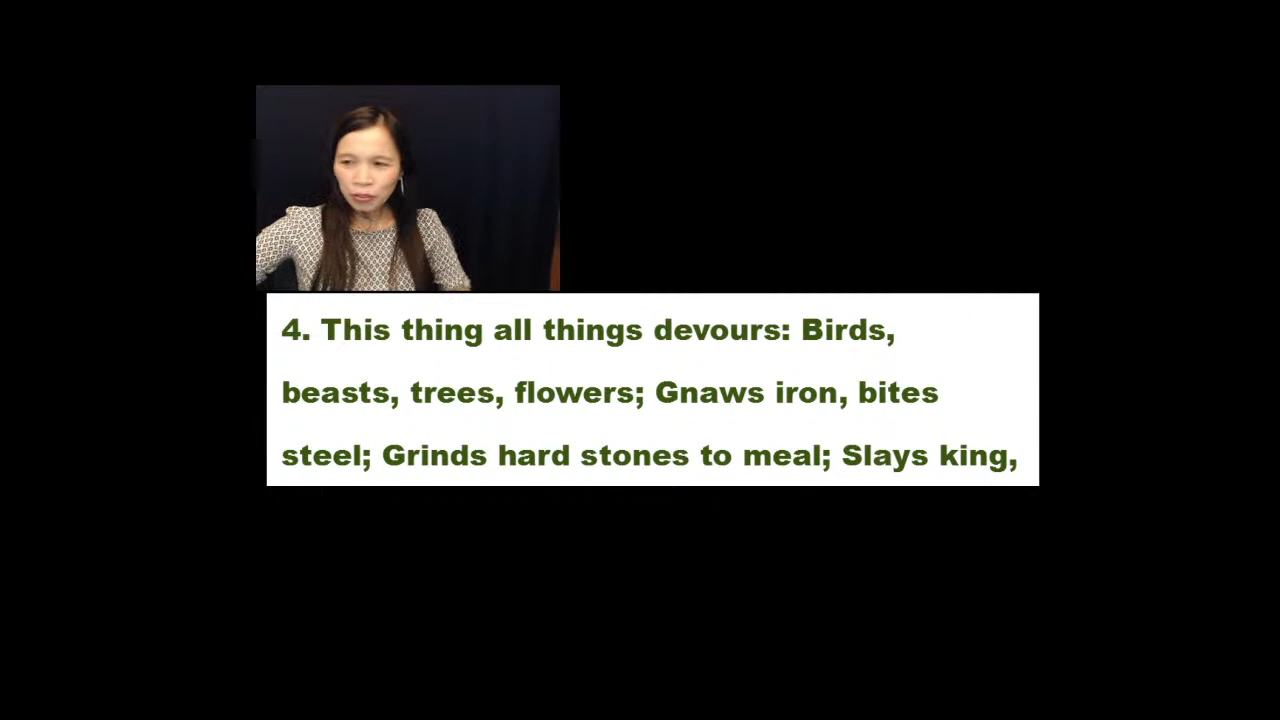 4. This thing all things devours: Birds,
beasts, trees, flowers; Gnaws iron, bites
steel; Grinds hard stones to meal; Slays king,